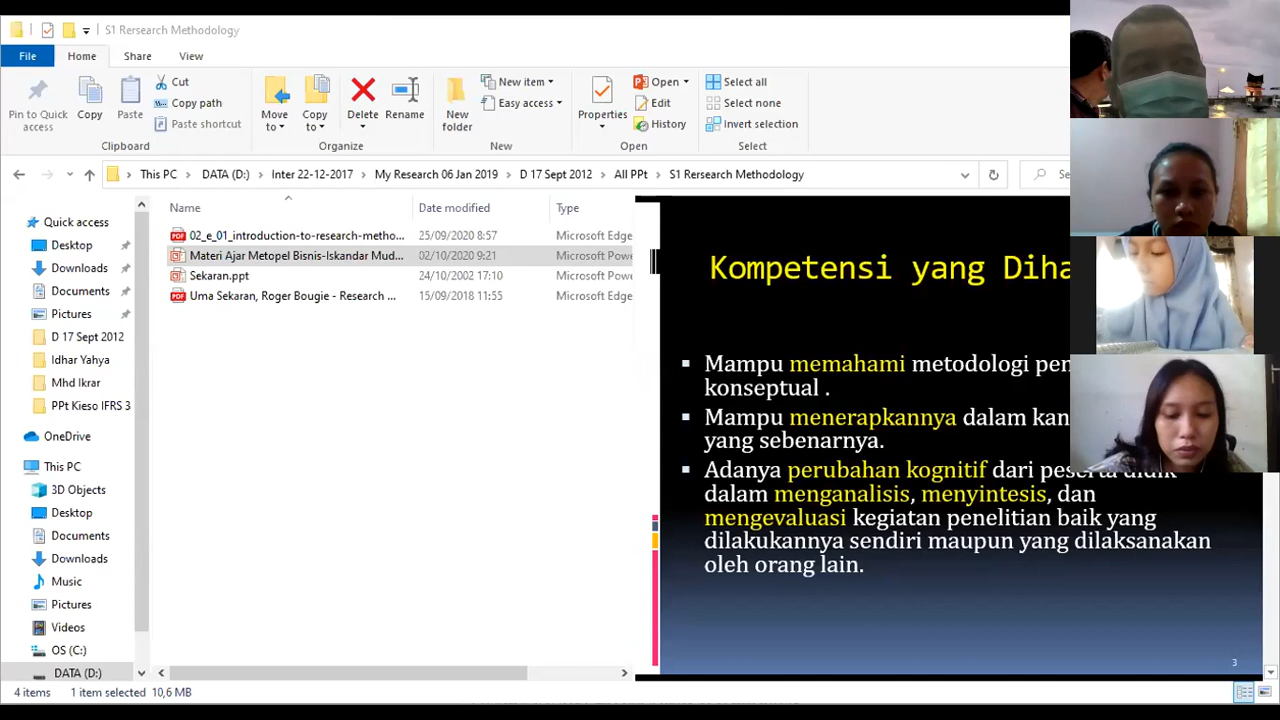 S1 Rersearch Methodology
File Home Share View
Pin to Quick access
Copy
Paste
Cut
Copy path
Paste shortcut
Clipboard
Move to
Copy to
Delete
Rename
Organize
New folder
New item
Easy access
New
Properties
Open
Edit
History
Open
Select all
Select none
Invert selection
Select
This PC > DATA (D:) > Inter 22-12-2017 > My Research 06 Jan 2019 > D 17 Sept 2012 > All PPt > S1 Rersearch Methodology
Se
Name Date modified Type
02_e_01_introduction-to-research-metho... 25/09/2020 8:57 Microsoft Edge
Materi Ajar Metopel Bisnis-Iskandar Mud... 02/10/2020 9:21 Microsoft Powe
Sekaran.ppt 24/10/2002 17:10 Microsoft Powe
Uma Sekaran, Roger Bougie - Research ... 15/09/2018 11:55 Microsoft Edge
Quick access
Desktop
Downloads
Documents
Pictures
D 17 Sept 2012
Idhar Yahya
Mhd Ikrar
PPt Kieso IFRS 3
OneDrive
This PC
3D Objects
Desktop
Documents
Downloads
Music
Pictures
Videos
OS (C:)
DATA (D:)
4 items 1 item selected 10,6 MB
Kompetensi yang Diha
Mampu memahami metodologi pen
konseptual .
Mampu menerapkannya dalam kan
yang sebenarnya.
Adanya perubahan kognitif dari peserta didik
dalam menganalisis, menyintesis, dan
mengevaluasi kegiatan penelitian baik yang
dilakukannya sendiri maupun yang dilaksanakan
oleh orang lain.
3